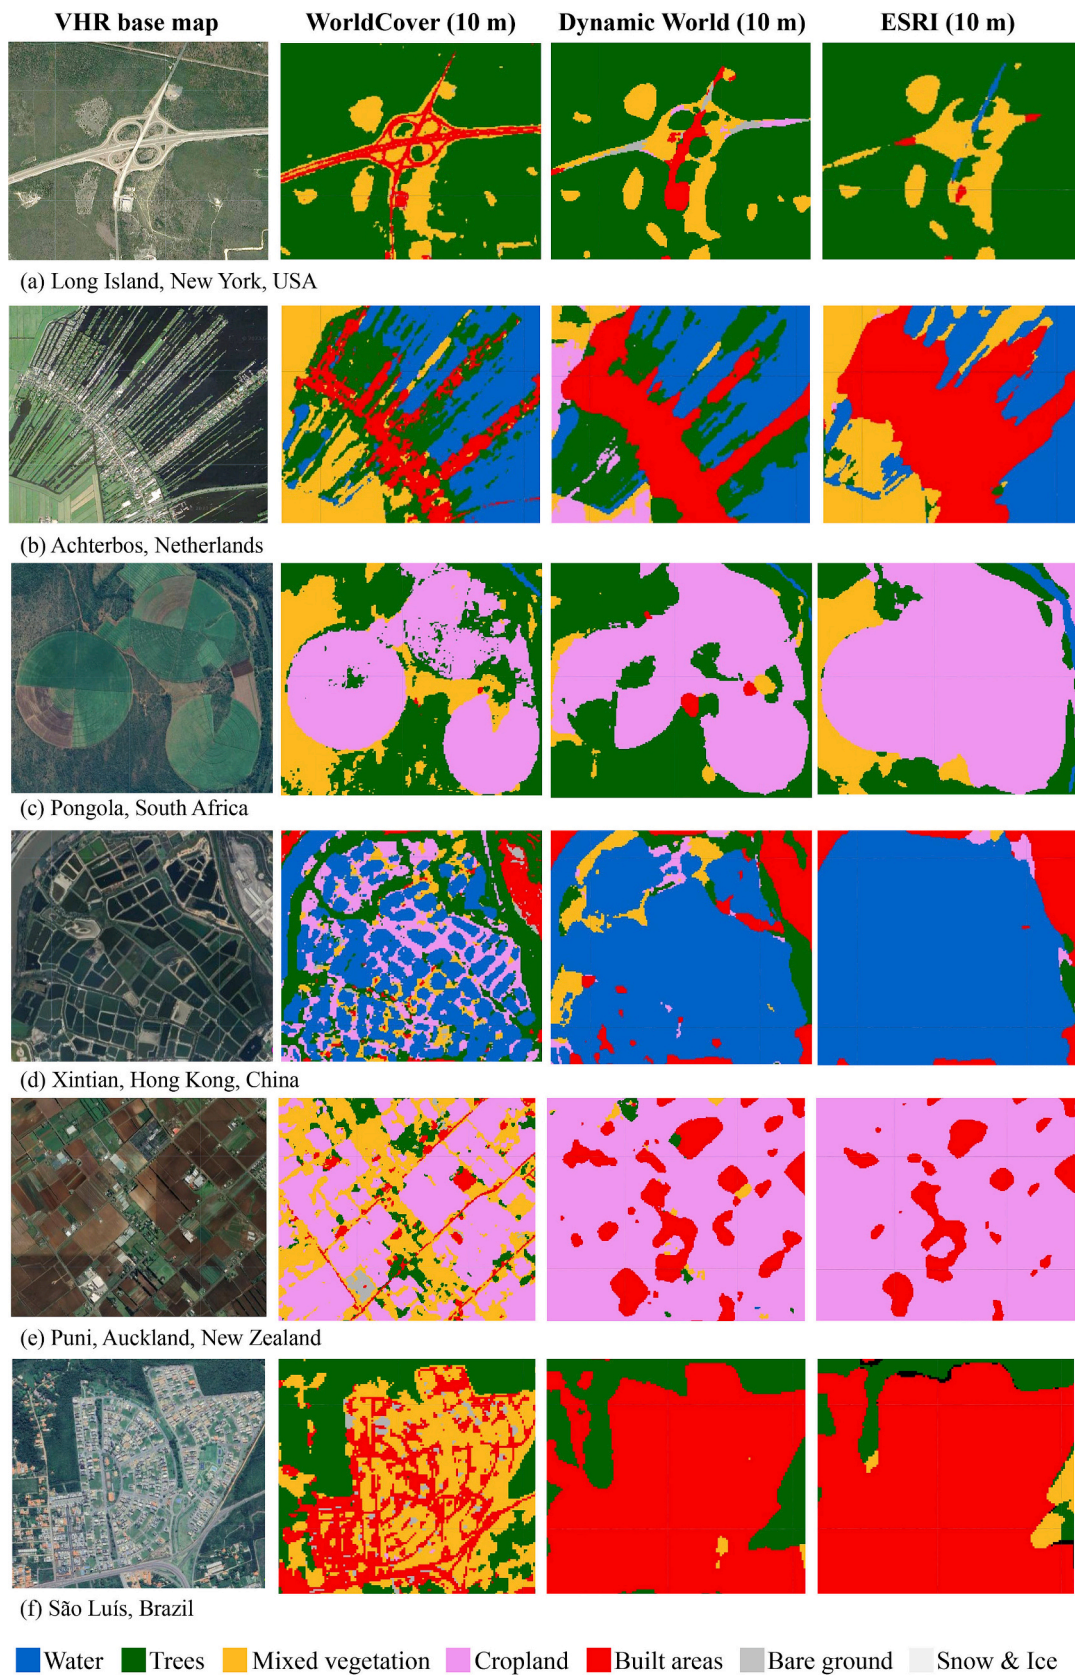 VHR base map WorldCover (10 m) Dynamic World (10 m) ESRI (10 m)
(a) Long Island, New York, USA
(b) Achterbos, Netherlands
(c) Pongola, South Africa
(d) Xintian, Hong Kong, China
(e) Puni, Auckland, New Zealand
(f) São Luís, Brazil
Water Trees Mixed vegetation Cropland Built areas Bare ground Snow & Ice